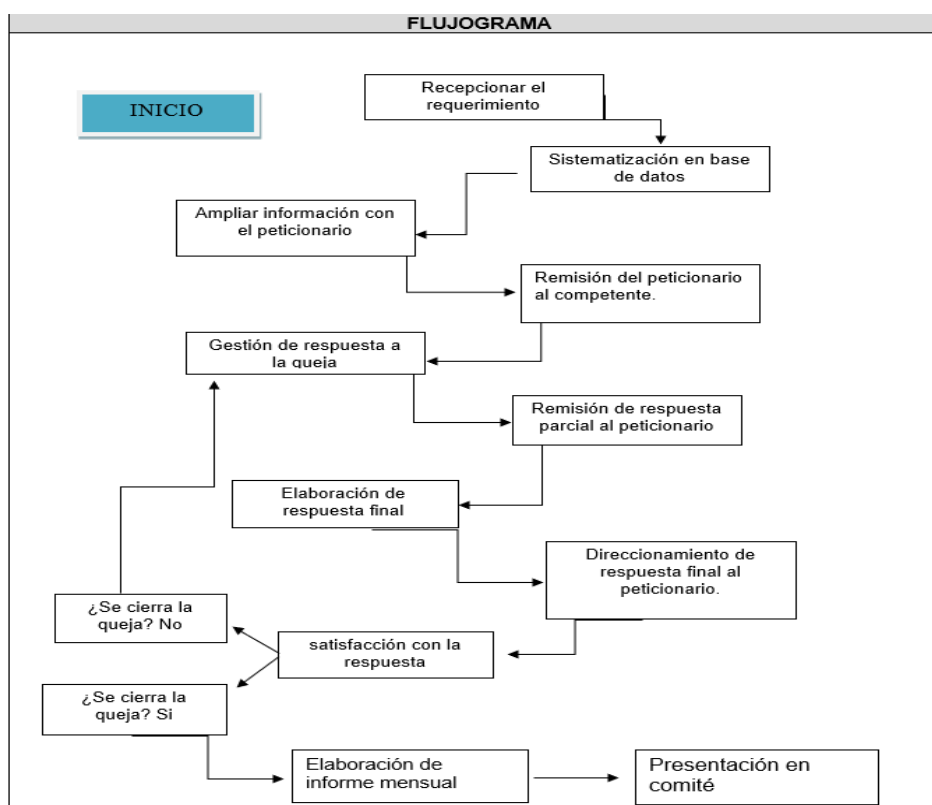 FLUJOGRAMA
INICIO
Recepcionar el
requerimiento
Sistematización en base
de datos
Ampliar información con
el peticionario
Remisión del peticionario
al competente.
Gestión de respuesta a
la queja
Remisión de respuesta
parcial al peticionario
Elaboración de
respuesta final
Direccionamiento de
respuesta final al
peticionario.
¿Se cierra la
queja? No
satisfacción con la
respuesta
¿Se cierra la
queja? Si
Elaboración de
informe mensual
Presentación en
comité